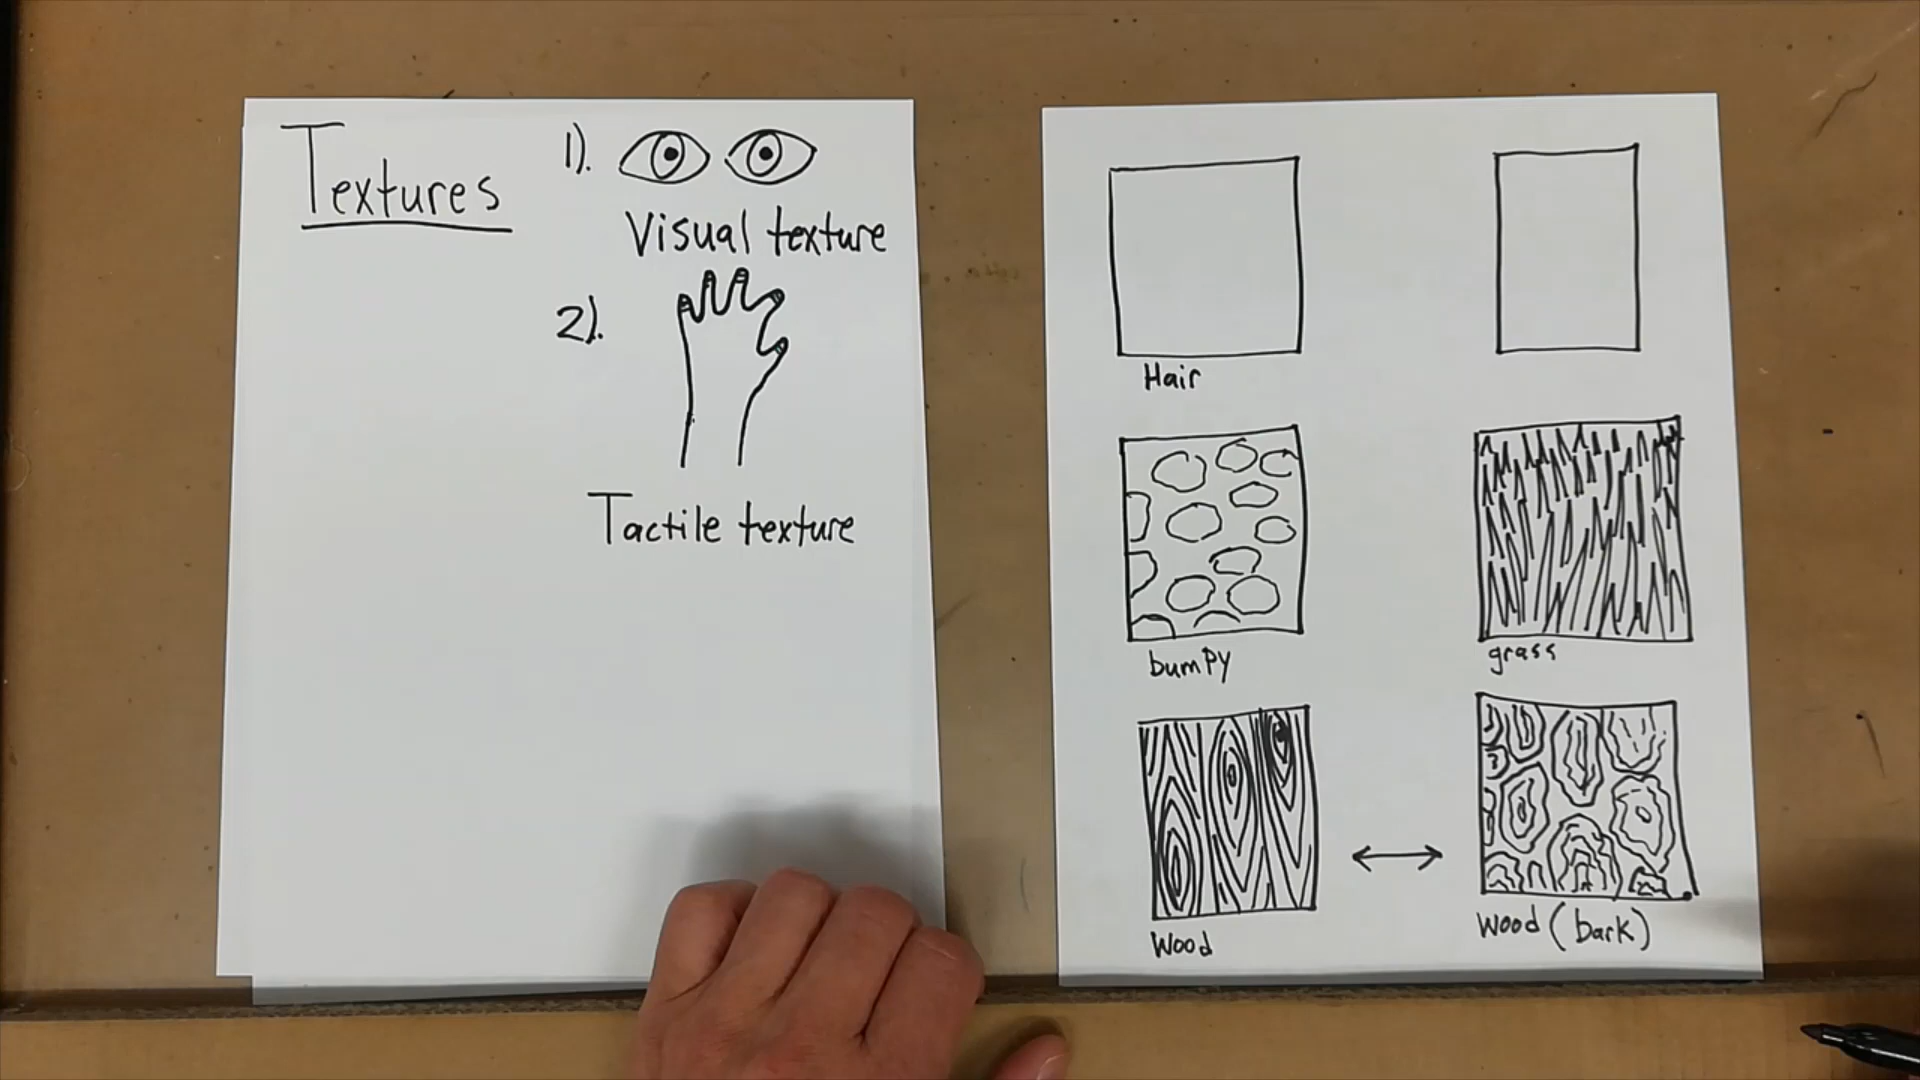 Textures
1).
Visual texture
2).
Tactile texture
Hair
bumPy
grass
Wood
Wood (bark)